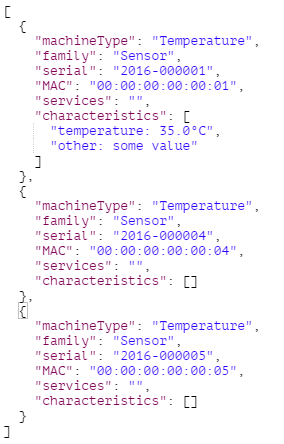 [
  {
    "machineType": "Temperature",
    "family": "Sensor",
    "serial": "2016-000001",
    "MAC": "00:00:00:00:00:01",
    "services": "",
    "characteristics": [
      "temperature: 35.0°C",
      "other: some value"
    ]
  },
  {
    "machineType": "Temperature",
    "family": "Sensor",
    "serial": "2016-000004",
    "MAC": "00:00:00:00:00:04",
    "services": "",
    "characteristics": []
  },
  {
    "machineType": "Temperature",
    "family": "Sensor",
    "serial": "2016-000005",
    "MAC": "00:00:00:00:00:05",
    "services": "",
    "characteristics": []
  }
]